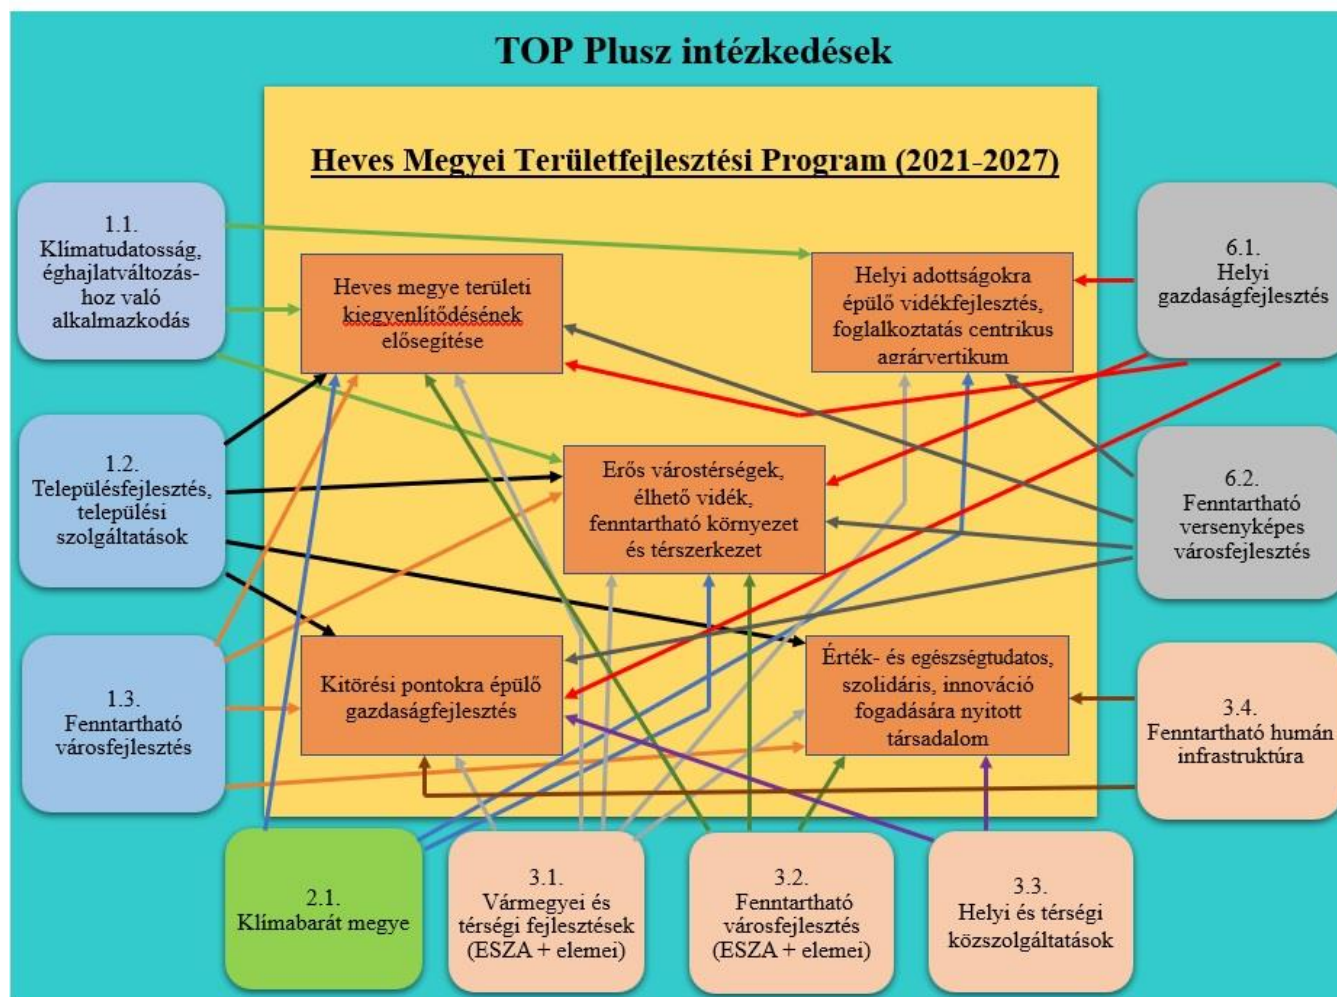 TOP Plusz intézkedések
Heves Megyei Területfejlesztési Program (2021-2027)
1.1.
Klímatudatosság,
éghajlatváltozás-
hoz való
alkalmazkodás
Heves megye területi
kiegyenlítődésének
elősegítése
Helyi adottságokra
épülő vidékfejlesztés,
foglalkoztatás centrikus
agrárvertikum
6.1.
Helyi
gazdaságfejlesztés
1.2.
Településfejlesztés,
települési
szolgáltatások
Erős várostérségek,
élhető vidék,
fenntartható környezet
és térszerkezet
6.2.
Fenntartható
versenyképes
városfejlesztés
1.3.
Fenntartható
városfejlesztés
Kitörési pontokra épülő
gazdaságfejlesztés
Érték- és egészségtudatos,
szolidáris, innováció
fogadására nyitott
társadalom
3.4.
Fenntartható humán
infrastruktúra
2.1.
Klímabarát megye
3.1.
Vármegyei és
térségi fejlesztések
(ESZA + elemei)
3.2.
Fenntartható
városfejlesztés
(ESZA + elemei)
3.3.
Helyi és térségi
közszolgáltatások